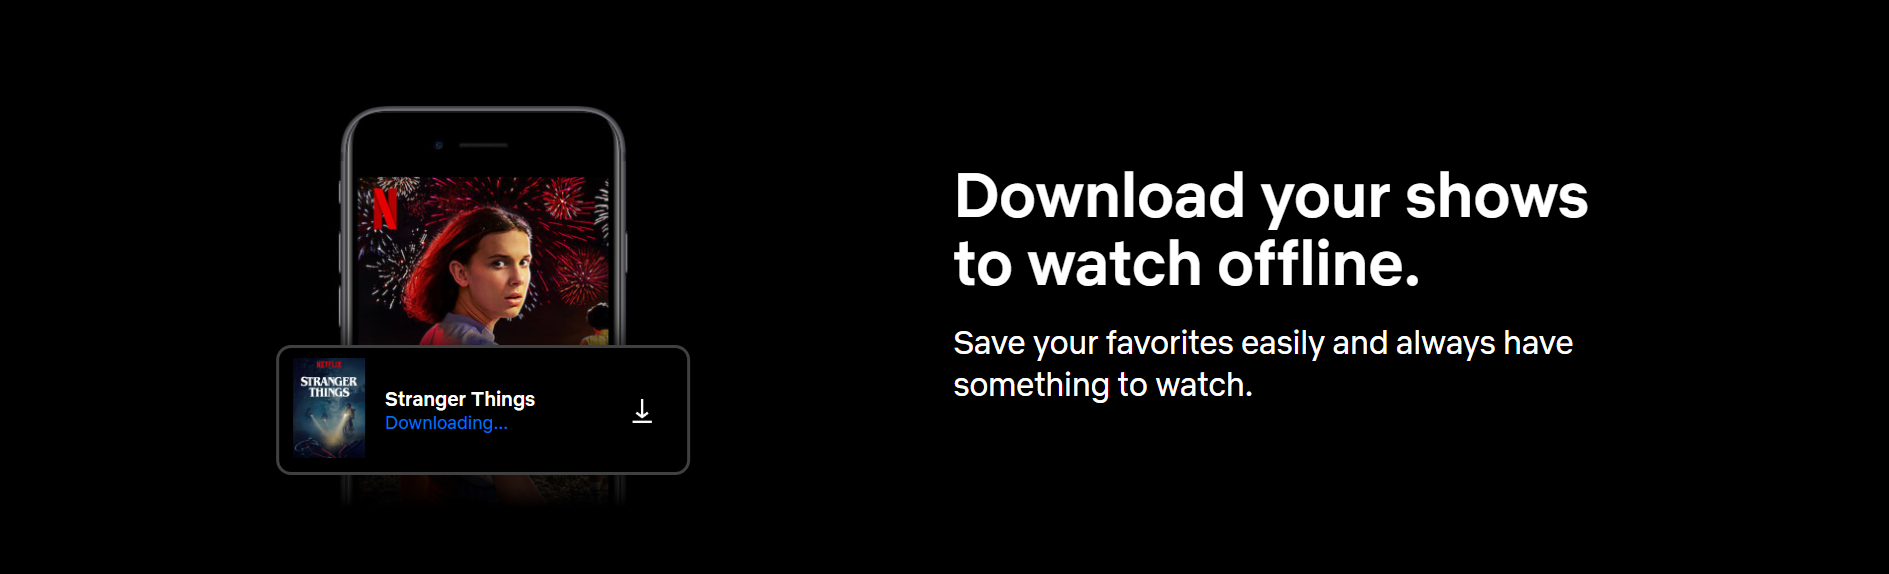 Download your shows
to watch offline.
Save your favorites easily and always have
something to watch.
N
NETFLIX
STRANGER
THINGS
Stranger Things
Downloading...